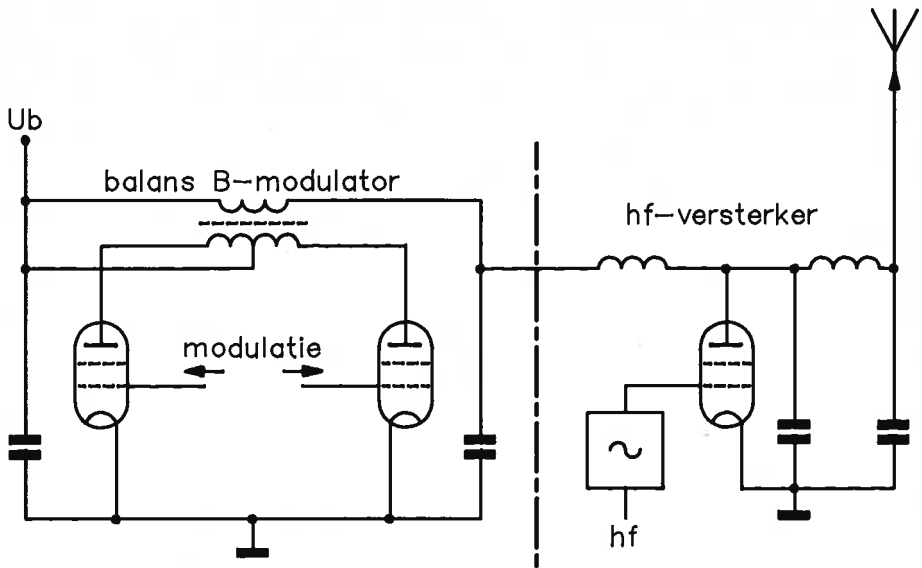 Ub
balans B-modulator
hf-versterker
modulatie
hf